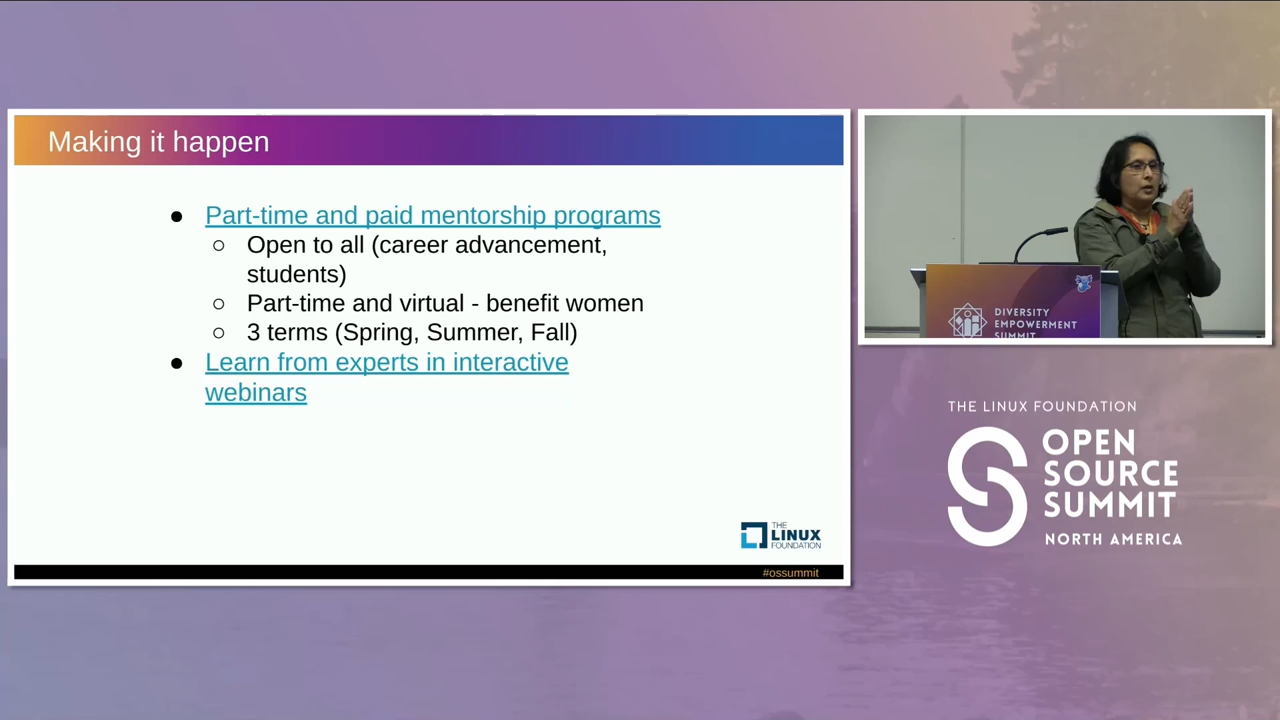 Making it happen
● Part-time and paid mentorship programs
○ Open to all (career advancement,
students)
○ Part-time and virtual - benefit women
○ 3 terms (Spring, Summer, Fall)
● Learn from experts in interactive
webinars
THE
LINUX
FOUNDATION
#ossummit
DIVERSITY
EMPOWERMENT
SUMMIT
THE LINUX FOUNDATION
OPEN
SOURCE
SUMMIT
NORTH AMERICA